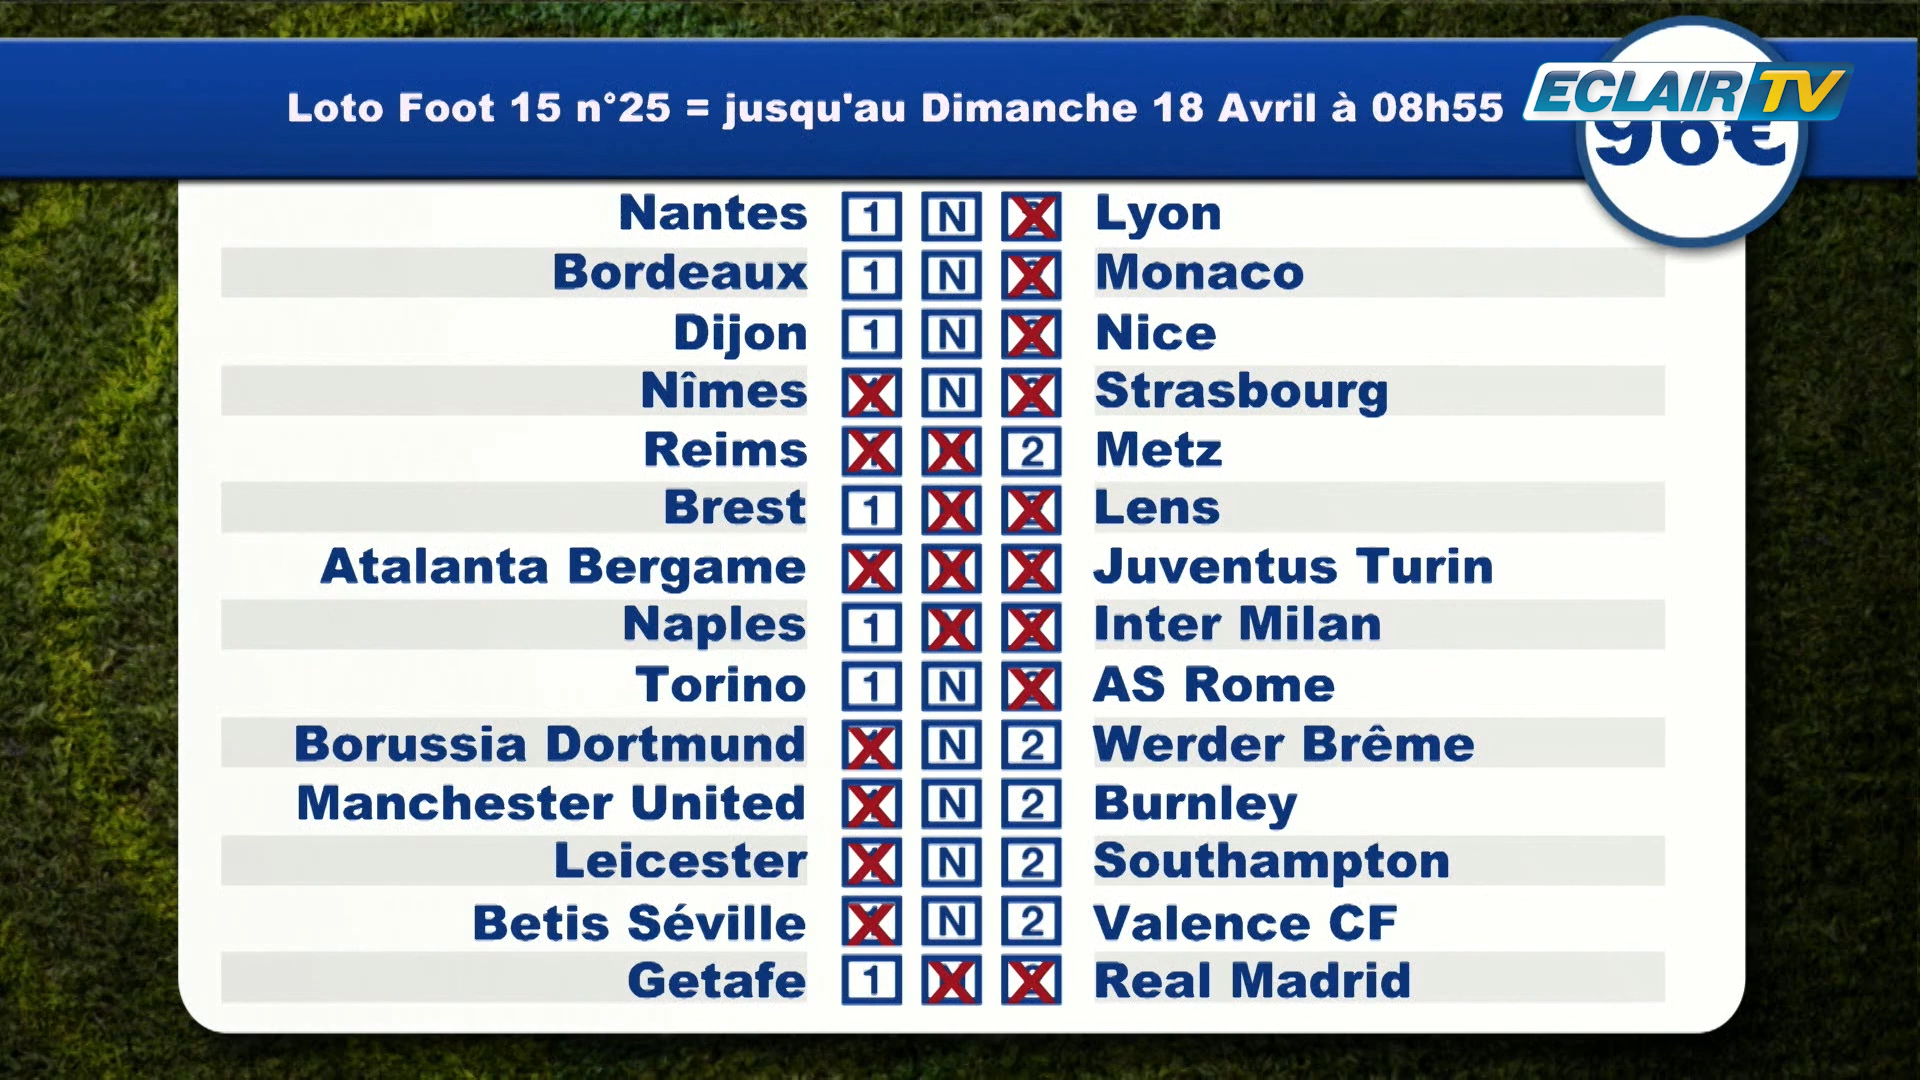 Loto Foot 15 n°25 = jusqu'au Dimanche 18 Avril à 08h55
ECLAIR TV
96€
Nantes 1 N X Lyon
Bordeaux 1 N X Monaco
Dijon 1 N X Nice
Nîmes X N X Strasbourg
Reims X X 2 Metz
Brest 1 X X Lens
Atalanta Bergame X X X Juventus Turin
Naples 1 X X Inter Milan
Torino 1 N X AS Rome
Borussia Dortmund X N 2 Werder Brême
Manchester United X N 2 Burnley
Leicester X N 2 Southampton
Betis Séville X N 2 Valence CF
Getafe 1 X X Real Madrid